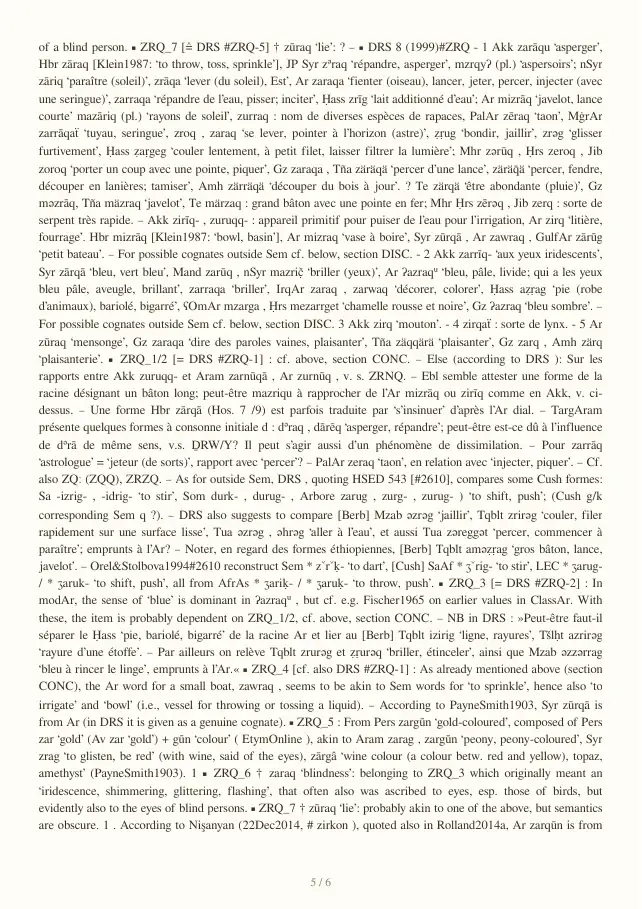 of a blind person. ▪ ZRQ_7 [≙ DRS #ZRQ-5] † zūraq ‘lie’: ? – ▪ DRS 8 (1999)#ZRQ - 1 Akk zarāqu ‘asperger’,
Hbr zāraq [Klein1987: ‘to throw, toss, sprinkle’], JP Syr zᵊraq ‘répandre, asperger’, mzrqyʔ (pl.) ‘aspersoirs’; nSyr
zāriq ‘paraître (soleil)’, zrāqa ‘lever (du soleil), Est’, Ar zaraqa ‘fienter (oiseau), lancer, jeter, percer, injecter (avec
une seringue)’, zarraqa ‘répandre de l’eau, pisser; inciter’, Ḥass zrīg ‘lait additionné d’eau’; Ar mizrāq ‘javelot, lance
courte’ mazāriq (pl.) ‘rayons de soleil’, zurraq : nom de diverses espèces de rapaces, PalAr zēraq ‘taon’, MġrAr
zarrāqaï ‘tuyau, seringue’, zroq , zaraq ‘se lever, pointer à l’horizon (astre)’, ẓṛug ‘bondir, jaillir’, zrəg ‘glisser
furtivement’, Ḥass ẓargeg ‘couler lentement, à petit filet, laisser filtrer la lumière’; Mhr zərūq , Ḥrs zeroq , Jib
zoroq ‘porter un coup avec une pointe, piquer’, Gz zaraqa , Tña zäräqä ‘percer d’une lance’, zäräq̱ä ‘percer, fendre,
découper en lanières; tamiser’, Amh zärräqä ‘découper du bois à jour’. ? Te zärqä ‘être abondante (pluie)’, Gz
məzrāq, Tña mäzraq ‘javelot’, Te märzaq : grand bâton avec une pointe en fer; Mhr Ḥrs zērəq , Jib zerq : sorte de
serpent très rapide. – Akk zirīq- , zuruqq- : appareil primitif pour puiser de l’eau pour l’irrigation, Ar zirq ‘litière,
fourrage’. Hbr mizrāq [Klein1987: ‘bowl, basin’], Ar mizraq ‘vase à boire’, Syr zūrqā , Ar zawraq , GulfAr zārūg
‘petit bateau’. – For possible cognates outside Sem cf. below, section DISC. - 2 Akk zarriq- ‘aux yeux iridescents’,
Syr zārqā ‘bleu, vert bleu’, Mand zarūq , nSyr mazrič̣ ‘briller (yeux)’, Ar ʔazraqᵘ ‘bleu, pâle, livide; qui a les yeux
bleu pâle, aveugle, brillant’, zarraqa ‘briller’, IrqAr zaraq , zarwaq ‘décorer, colorer’, Ḥass aẓrag ‘pie (robe
d’animaux), bariolé, bigarré’, ʕOmAr mzarga , Ḥrs mezarrget ‘chamelle rousse et noire’, Gz ʔazraq ‘bleu sombre’. –
For possible cognates outside Sem cf. below, section DISC. 3 Akk zirq ‘mouton’. - 4 zirqaï : sorte de lynx. - 5 Ar
zūraq ‘mensonge’, Gz zaraqa ‘dire des paroles vaines, plaisanter’, Tña zäqqärä ‘plaisanter’, Gz zarq , Amh zärq
‘plaisanterie’. ▪ ZRQ_1/2 [= DRS #ZRQ-1] : cf. above, section CONC. – Else (according to DRS ): Sur les
rapports entre Akk zuruqq- et Aram zarnūqā , Ar zurnūq , v. s. ZRNQ. – Ebl semble attester une forme de la
racine désignant un bâton long; peut-être mazriqu à rapprocher de l’Ar mizrāq ou zirīq comme en Akk, v. ci-
dessus. – Une forme Hbr zārqā (Hos. 7 /9) est parfois traduite par ‘s’insinuer’ d’après l’Ar dial. – TargAram
présente quelques formes à consonne initiale d : dᵊraq , dārēq ‘asperger, répandre’; peut-être est-ce dû à l’influence
de dᵊrā de même sens, v.s. ḎRW/Y? Il peut s’agir aussi d’un phénomène de dissimilation. – Pour zarrāq
‘astrologue’ = ‘jeteur (de sorts)’, rapport avec ‘percer’? – PalAr zeraq ‘taon’, en relation avec ‘injecter, piquer’. – Cf.
also ZQ: (ZQQ), ZRZQ. – As for outside Sem, DRS , quoting HSED 543 [#2610], compares some Cush formes:
Sa -izrig- , -idrig- ‘to stir’, Som durk- , durug- , Arbore zarug , zurg- , zurug- ) ‘to shift, push’; (Cush g/k
corresponding Sem q ?). – DRS also suggests to compare [Berb] Mzab əzrəg ‘jaillir’, Tqblt zrirəg ‘couler, filer
rapidement sur une surface lisse’, Tua əzrəg , əhrəg ‘aller à l’eau’, et aussi Tua zəreggət ‘percer, commencer à
paraître’; emprunts à l’Ar? – Noter, en regard des formes éthiopiennes, [Berb] Tqblt aməẓrag ‘gros bâton, lance,
javelot’. – Orel&Stolbova1994#2610 reconstruct Sem * zˇrˇḳ- ‘to dart’, [Cush] SaAf * ʒˇrig- ‘to stir’, LEC * ʒarug-
/ * ʒaruk- ‘to shift, push’, all from AfrAs * ʒariḳ- / * ʒaruḳ- ‘to throw, push’. ▪ ZRQ_3 [= DRS #ZRQ-2] : In
modAr, the sense of ‘blue’ is dominant in ʔazraqᵘ , but cf. e.g. Fischer1965 on earlier values in ClassAr. With
these, the item is probably dependent on ZRQ_1/2, cf. above, section CONC. – NB in DRS : »Peut-être faut-il
séparer le Ḥass ‘pie, bariolé, bigarré’ de la racine Ar et lier au [Berb] Tqblt izirig ‘ligne, rayures’, Tšlḥt azrirəg
‘rayure d’une étoffe’. – Par ailleurs on relève Tqblt zrurəg et ẓṛurəq ‘briller, étinceler’, ainsi que Mzab əzzərrag
‘bleu à rincer le linge’, emprunts à l’Ar.« ▪ ZRQ_4 [cf. also DRS #ZRQ-1] : As already mentioned above (section
CONC), the Ar word for a small boat, zawraq , seems to be akin to Sem words for ‘to sprinkle’, hence also ‘to
irrigate’ and ‘bowl’ (i.e., vessel for throwing or tossing a liquid). – According to PayneSmith1903, Syr zūrqā is
from Ar (in DRS it is given as a genuine cognate). ▪ ZRQ_5 : From Pers zargūn ‘gold-coloured’, composed of Pers
zar ‘gold’ (Av zar ‘gold’) + gūn ‘colour’ ( EtymOnline ), akin to Aram zarag , zargūn ‘peony, peony-coloured’, Syr
zrag ‘to glisten, be red’ (with wine, said of the eyes), zārgâ ‘wine colour (a colour betw. red and yellow), topaz,
amethyst’ (PayneSmith1903). 1 ▪ ZRQ_6 † zaraq ‘blindness’: belonging to ZRQ_3 which originally meant an
‘iridescence, shimmering, glittering, flashing’, that often also was ascribed to eyes, esp. those of birds, but
evidently also to the eyes of blind persons. ▪ ZRQ_7 † zūraq ‘lie’: probably akin to one of the above, but semantics
are obscure. 1 . According to Nişanyan (22Dec2014, # zirkon ), quoted also in Rolland2014a, Ar zarqūn is from
5 / 6